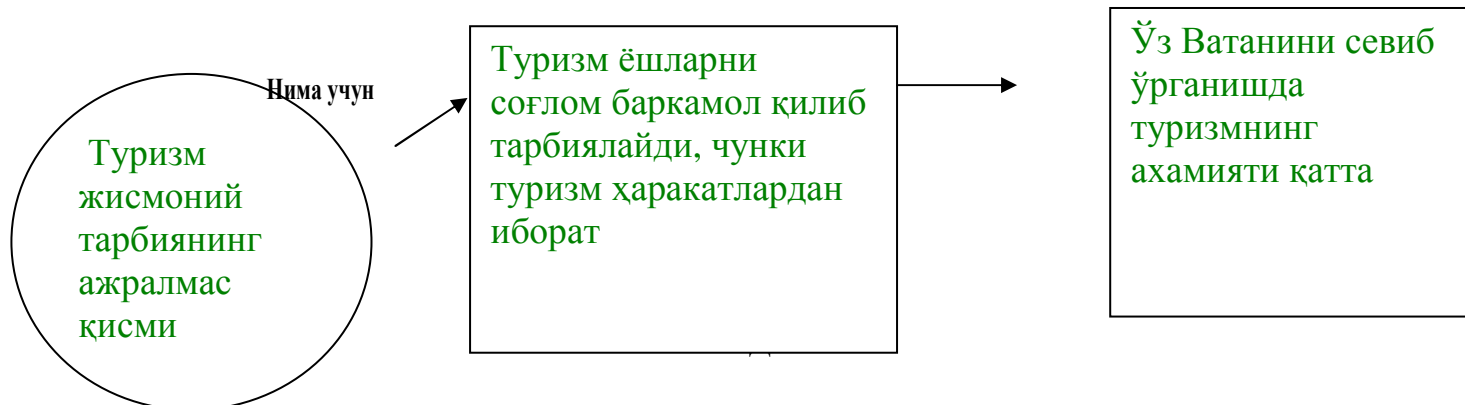 Нима учун
Туризм
жисмоний
тарбиянинг
ажралмас
қисми
Туризм ёшларни
соғлом баркамол қилиб
тарбиялайди, чунки
туризм ҳаракатлардан
иборат
Ўз Ватанини севиб
ўрганишда
туризмнинг
ахамияти қатта